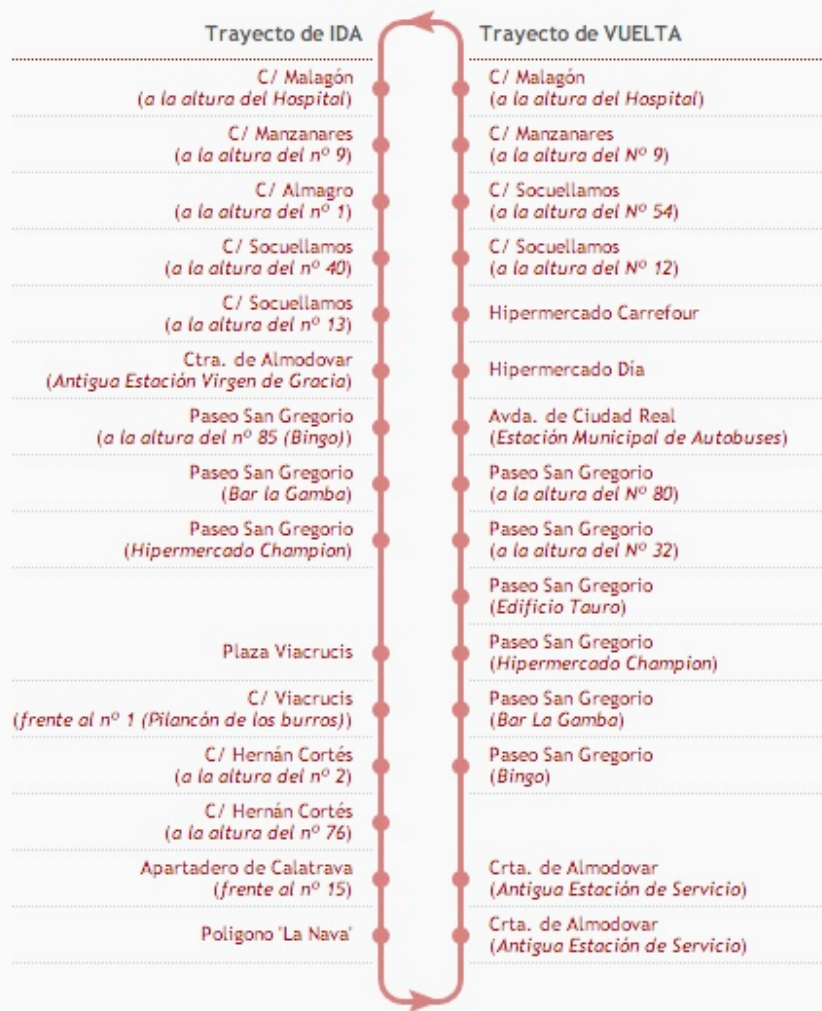 Trayecto de IDA
C/ Malagón
(a la altura del Hospital)
C/ Manzanares
(a la altura del nº 9)
C/ Almagro
(a la altura del nº 1)
C/ Socuellamos
(a la altura del nº 40)
C/ Socuellamos
(a la altura del nº 13)
Ctra. de Almodovar
(Antigua Estación Virgen de Gracia)
Paseo San Gregorio
(a la altura del nº 85 (Bingo))
Paseo San Gregorio
(Bar la Gamba)
Paseo San Gregorio
(Hipermercado Champion)
Plaza Viacrucis
C/ Viacrucis
(frente al nº 1 (Pilancón de los burros))
C/ Hernán Cortés
(a la altura del nº 2)
C/ Hernán Cortés
(a la altura del nº 76)
Apartadero de Calatrava
(frente al nº 15)
Poligono 'La Nava'
Trayecto de VUELTA
C/ Malagón
(a la altura del Hospital)
C/ Manzanares
(a la altura del Nº 9)
C/ Socuellamos
(a la altura del Nº 54)
C/ Socuellamos
(a la altura del Nº 12)
Hipermercado Carrefour
Hipermercado Día
Avda. de Ciudad Real
(Estación Municipal de Autobuses)
Paseo San Gregorio
(a la altura del Nº 80)
Paseo San Gregorio
(a la altura del Nº 32)
Paseo San Gregorio
(Edificio Tauro)
Paseo San Gregorio
(Hipermercado Champion)
Paseo San Gregorio
(Bar La Gamba)
Paseo San Gregorio
(Bingo)
Crta. de Almodovar
(Antigua Estación de Servicio)
Crta. de Almodovar
(Antigua Estación de Servicio)